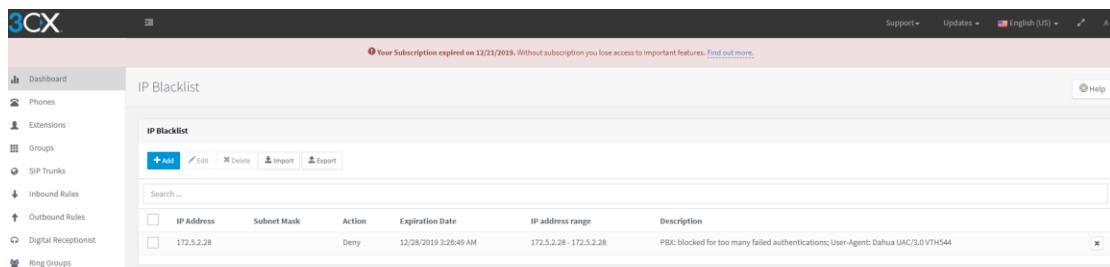 3CX
Support
Updates
English (US)
A
Your Subscription expired on 12/21/2019. Without subscription you lose access to important features. Find out more.
Dashboard
Phones
Extensions
Groups
SIP Trunks
Inbound Rules
Outbound Rules
Digital Receptionist
Ring Groups
IP Blacklist
Help
IP Blacklist
+ Add Edit Delete Import Export
Search ...
IP Address Subnet Mask Action Expiration Date IP address range Description
172.5.2.28 Deny 12/28/2019 3:26:49 AM 172.5.2.28 - 172.5.2.28 PBX: blocked for too many failed authentications; User-Agent: Dahua UAC/3.0 VTH544